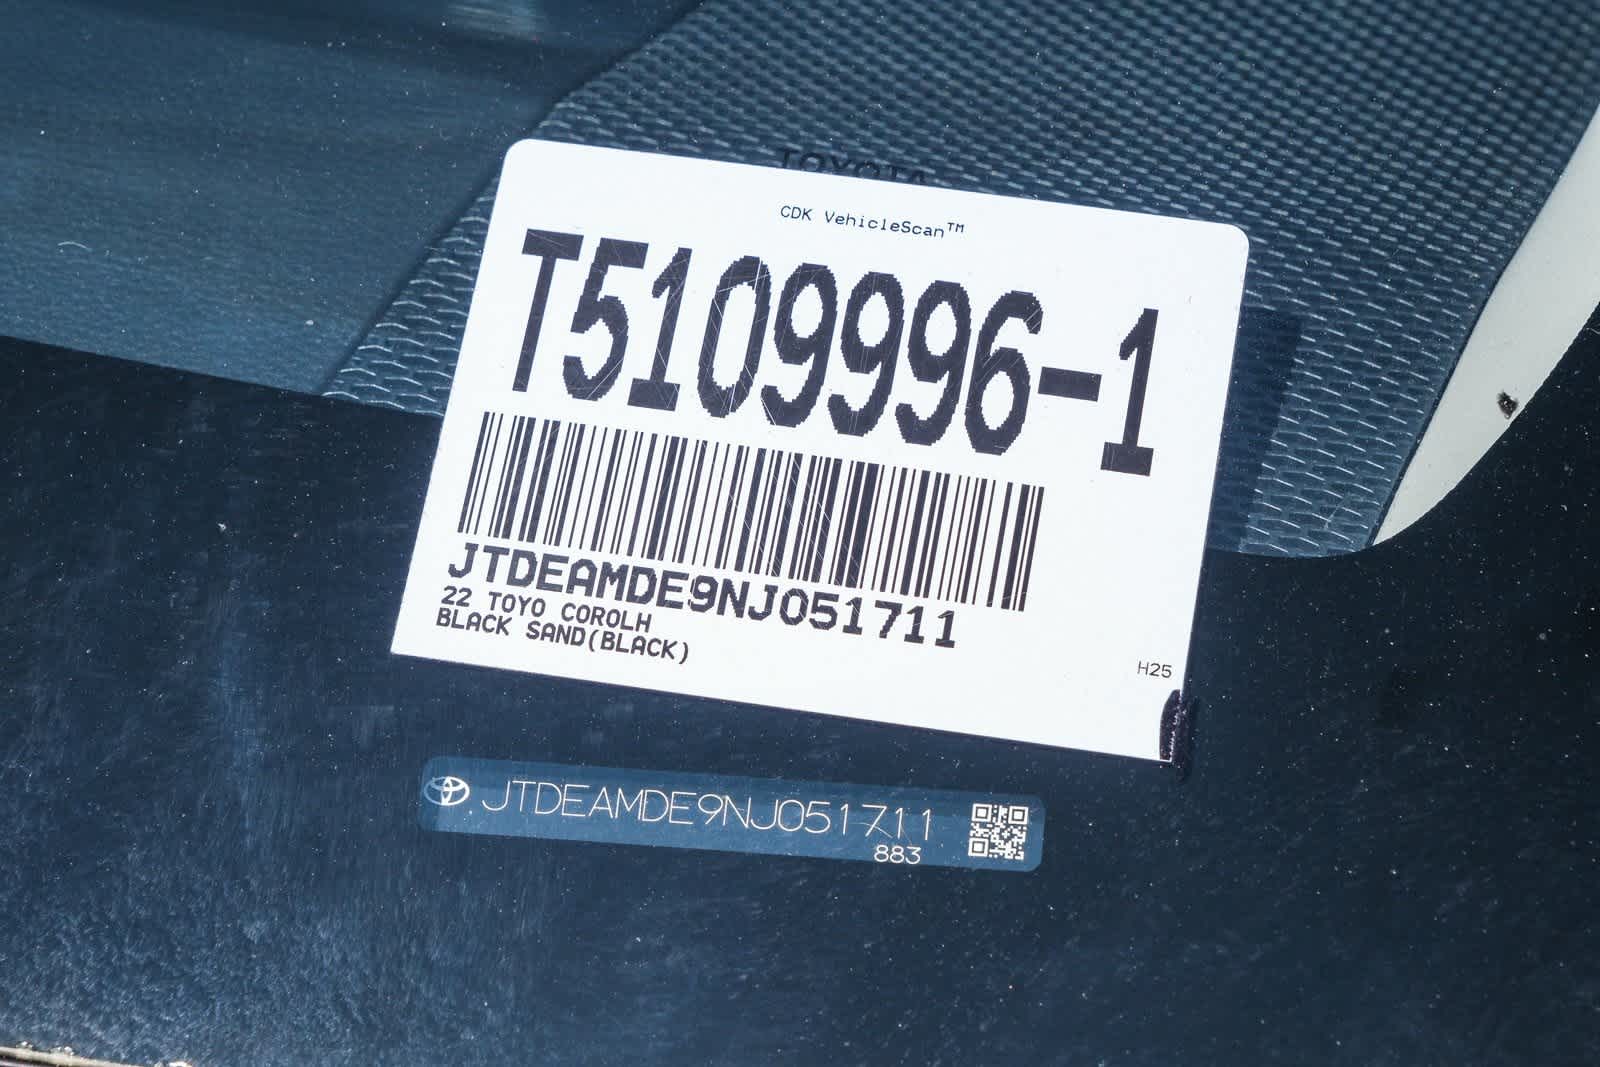 TOYOTA
CDK VehicleScan™
T5109996-1
JTDEAMDE9NJ051711
22 TOYO COROLH
BLACK SAND(BLACK)
H25
JTDEAMDE9NJ051711
883